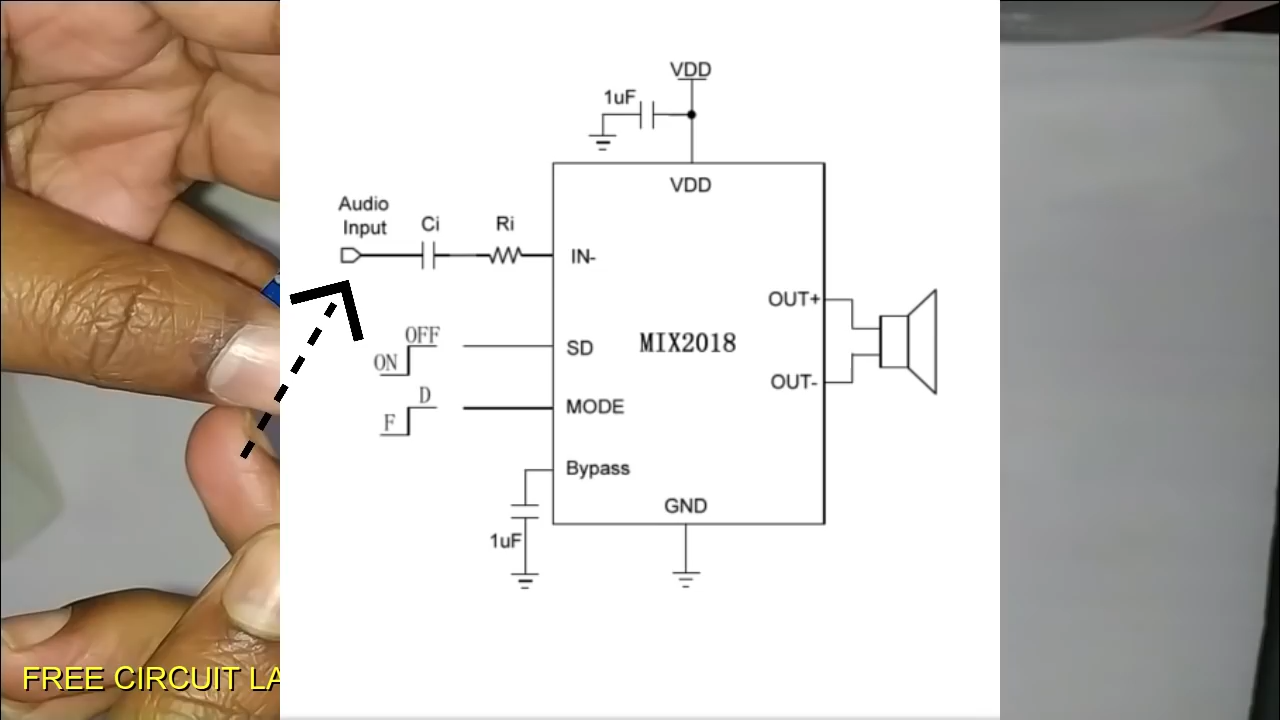 VDD
1uF
VDD
Audio
Input
Ci
Ri
IN-
OUT+
OFF
ON
SD
MIX2018
D
F
MODE
OUT-
Bypass
GND
1uF
FREE CIRCUIT LA